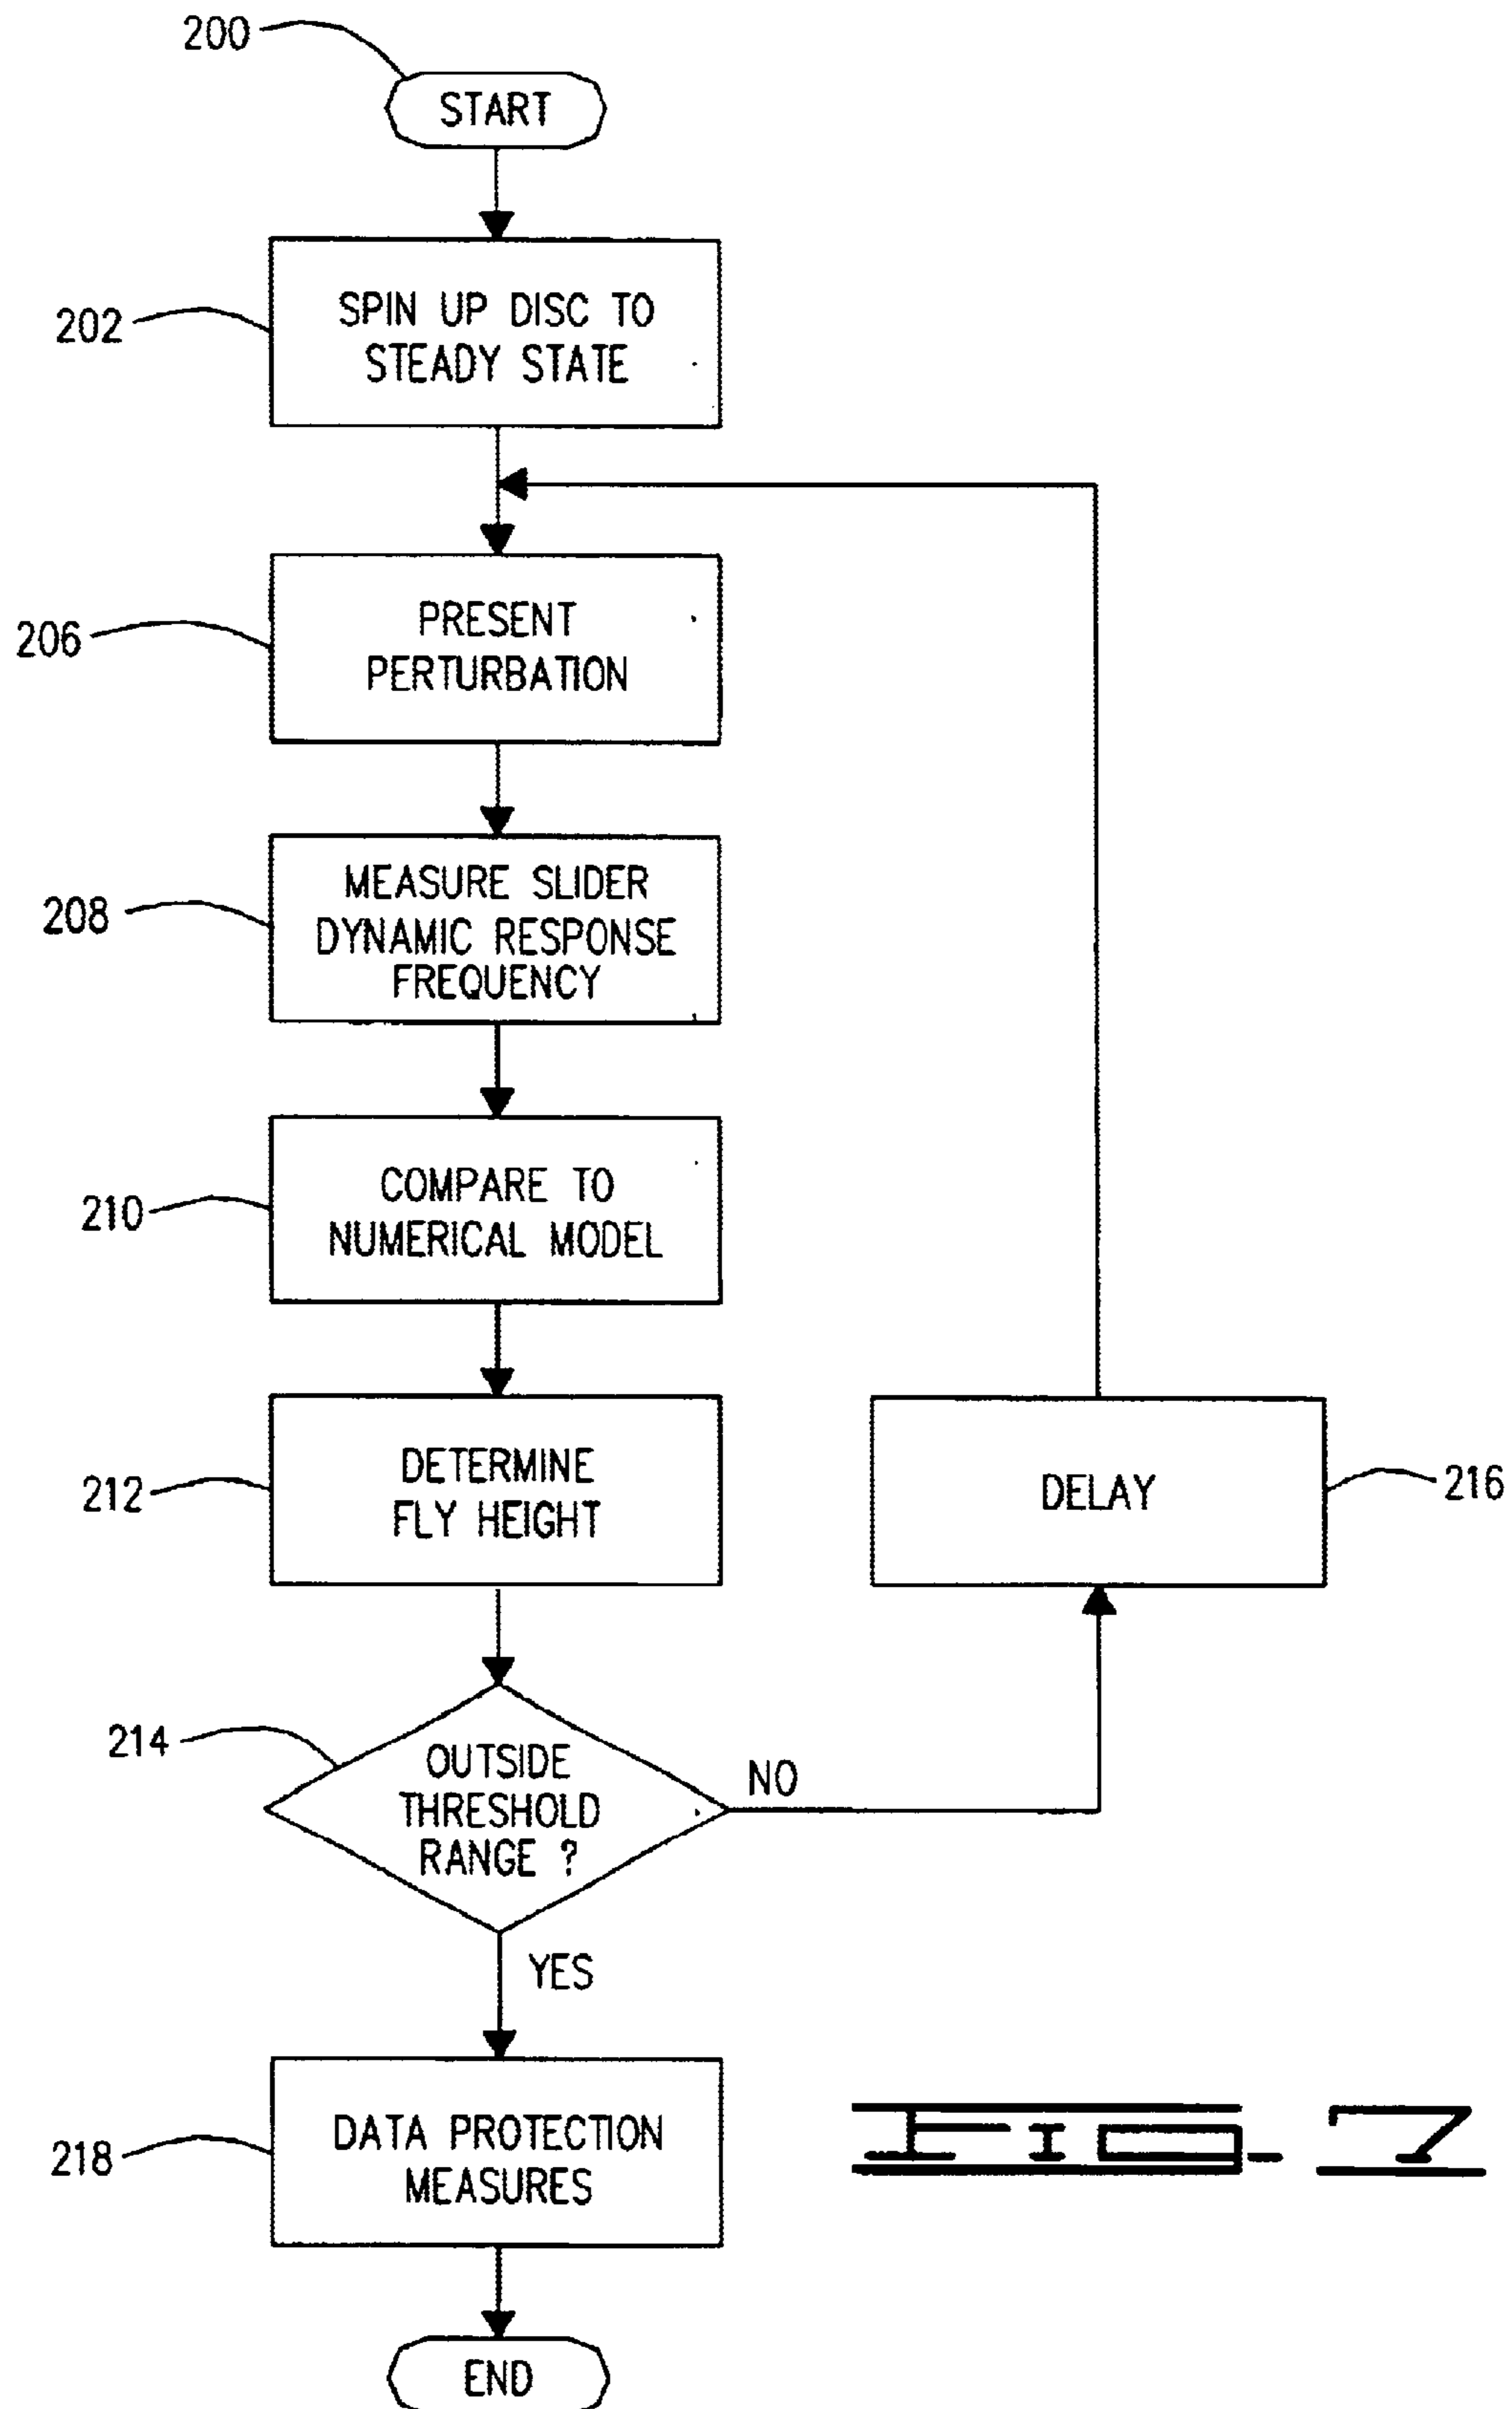 200
START
202
SPIN UP DISC TO
STEADY STATE
206
PRESENT
PERTURBATION
208
MEASURE SLIDER
DYNAMIC RESPONSE
FREQUENCY
210
COMPARE TO
NUMERICAL MODEL
212
DETERMINE
FLY HEIGHT
DELAY
216
214
OUTSIDE
THRESHOLD
RANGE ?
NO
YES
218
DATA PROTECTION
MEASURES
END
FIG. 7